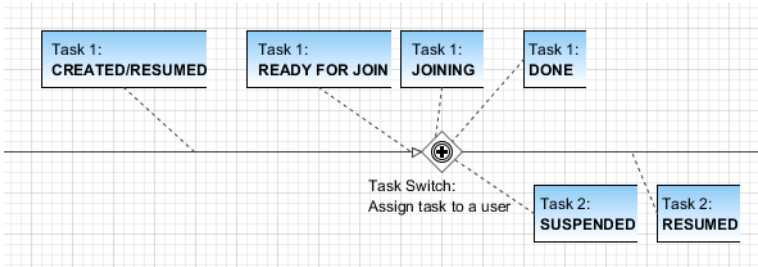 Task 1:
CREATED/RESUMED
Task 1:
READY FOR JOIN
Task 1:
JOINING
Task 1:
DONE
Task Switch:
Assign task to a user
Task 2:
SUSPENDED
Task 2:
RESUMED